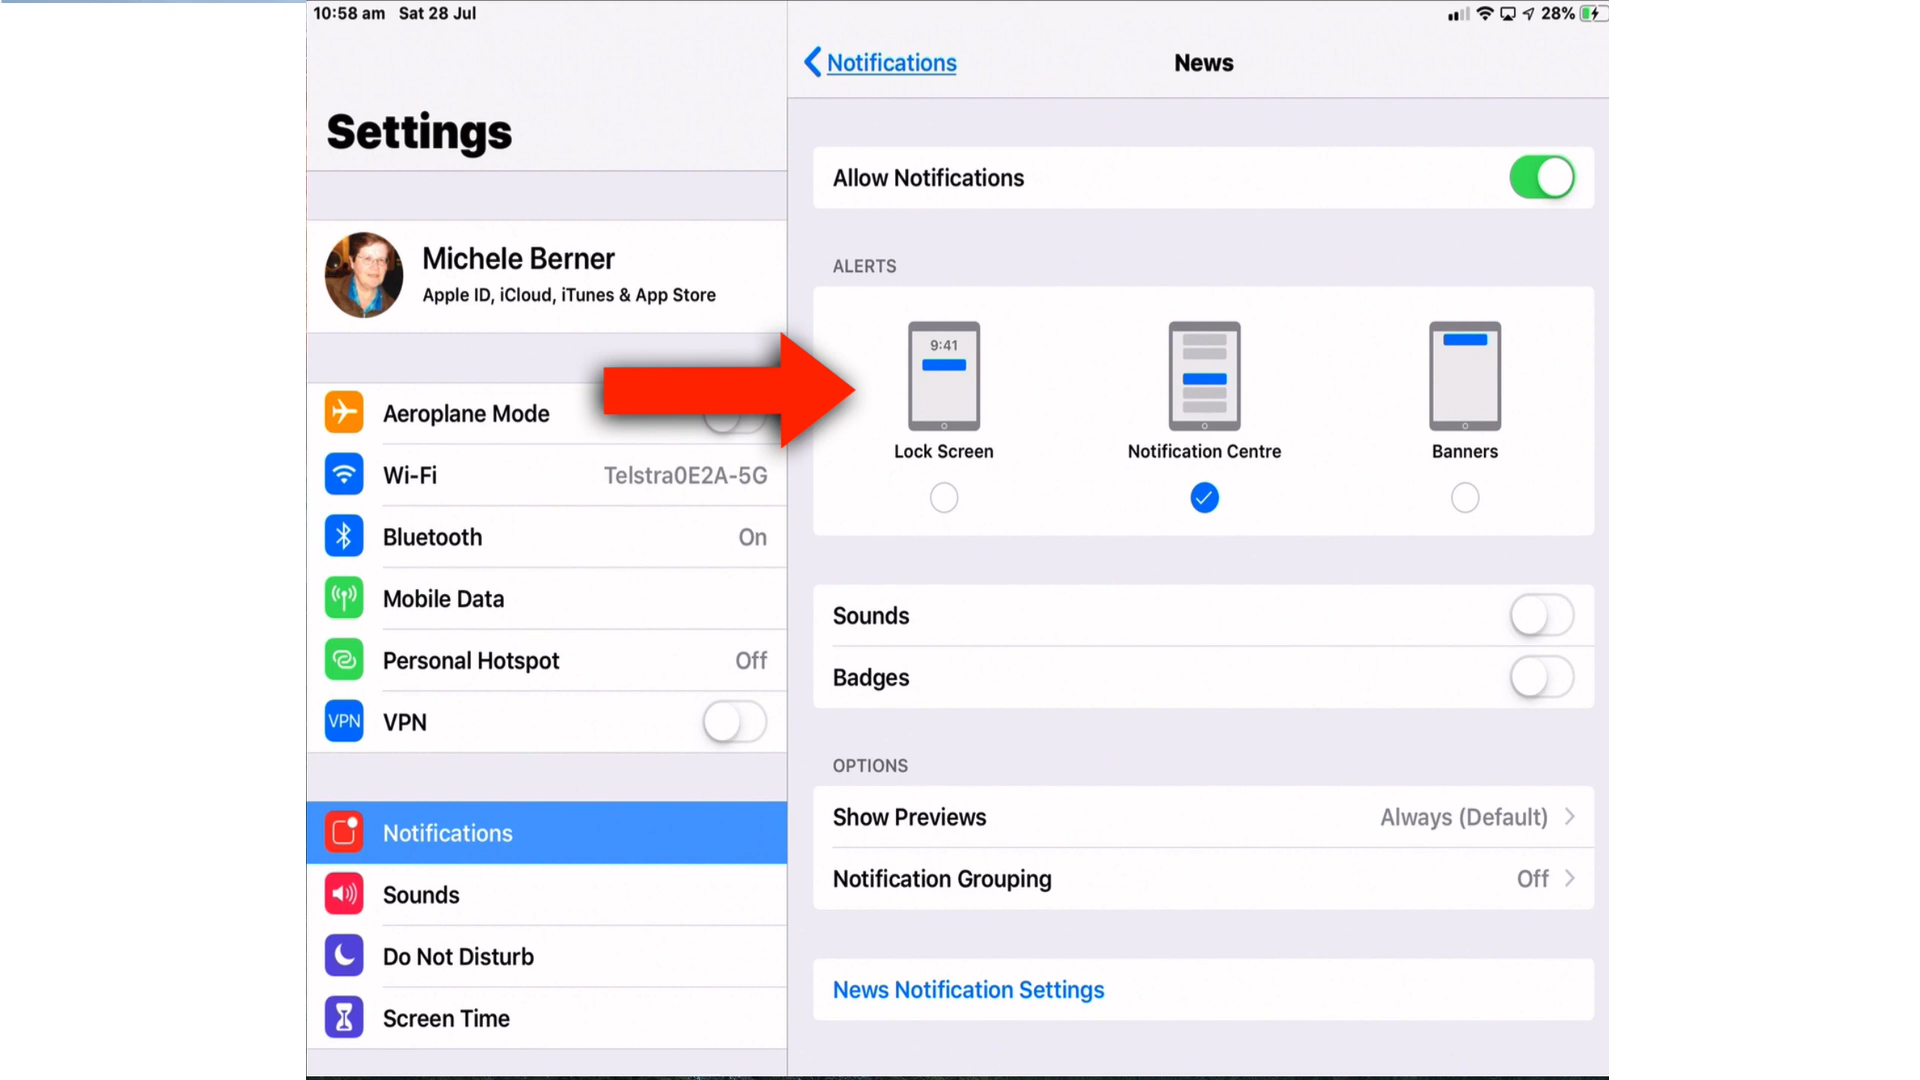 10:58 am Sat 28 Jul
28%
Settings
Michele Berner
Apple ID, iCloud, iTunes & App Store
Aeroplane Mode
Wi-Fi Telstra0E2A-5G
Bluetooth On
Mobile Data
Personal Hotspot Off
VPN VPN
Notifications
Sounds
Do Not Disturb
Screen Time
Notifications
News
Allow Notifications
ALERTS
9:41
Lock Screen
Notification Centre
Banners
Sounds
Badges
OPTIONS
Show Previews Always (Default)
Notification Grouping Off
News Notification Settings